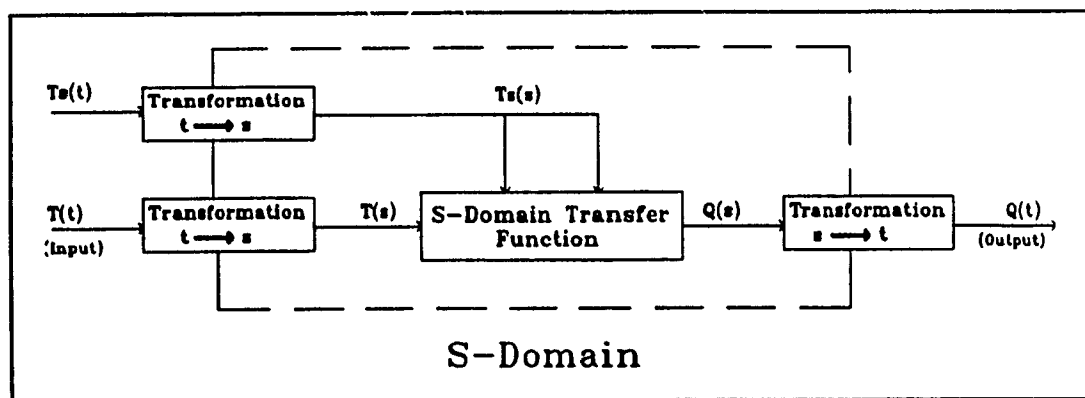 Ts(t)
Transformation
t → s
Ts(s)
T(t)
(Input)
Transformation
t → s
T(s)
S-Domain Transfer
Function
Q(s)
Transformation
s → t
Q(t)
(Output)
S-Domain